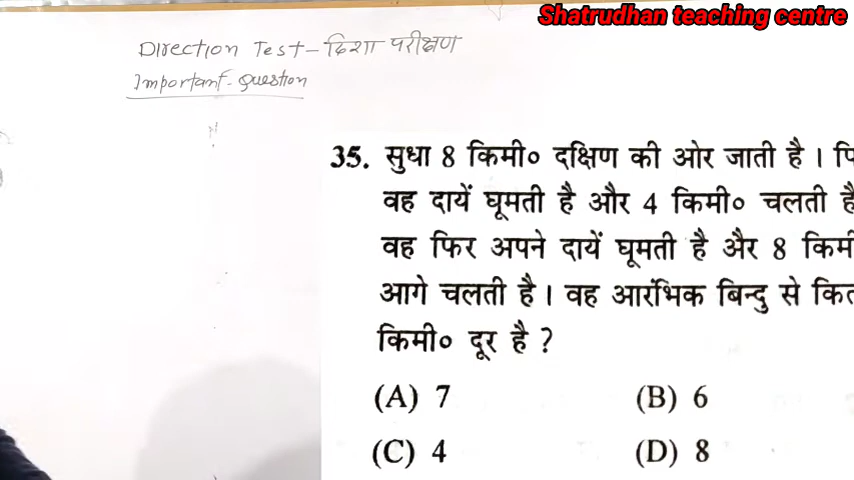 Shatrudhan teaching centre
Direction Test - दिशा परीक्षण
Important - Question
35. सुधा 8 किमी० दक्षिण की ओर जाती है । फि
वह दायें घूमती है और 4 किमी० चलती है
वह फिर अपने दायें घूमती है अैर 8 किमी
आगे चलती है । वह आरंभिक बिन्दु से कित
किमी० दूर है ?
(A) 7 (B) 6
(C) 4 (D) 8